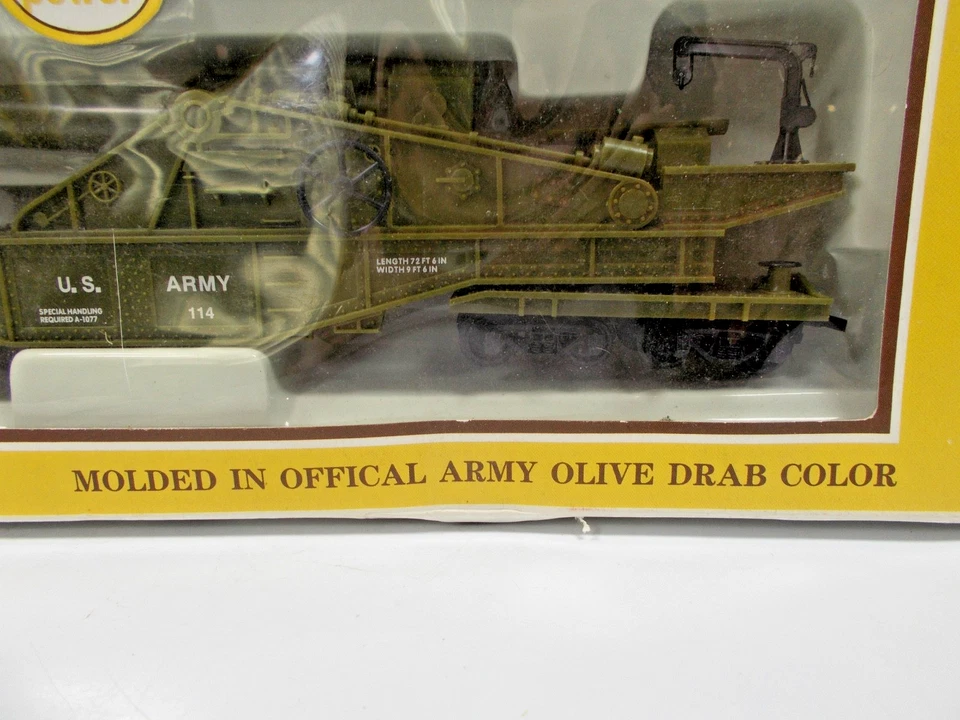 power
U.S. ARMY
114
SPECIAL HANDLING
REQUIRED A-1077
LENGTH 72 FT 6 IN
WIDTH 9 FT 6 IN
MOLDED IN OFFICAL ARMY OLIVE DRAB COLOR